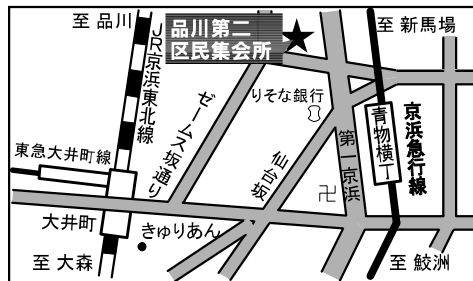 至 品川
品川第二
区民集会所
至 新馬場
JR京浜東北線
ゼームス坂通り
りそな銀行
青物横丁
京浜急行線
第一京浜
仙台坂
東急大井町線
大井町
きゅりあん
至 大森
至 鮫洲